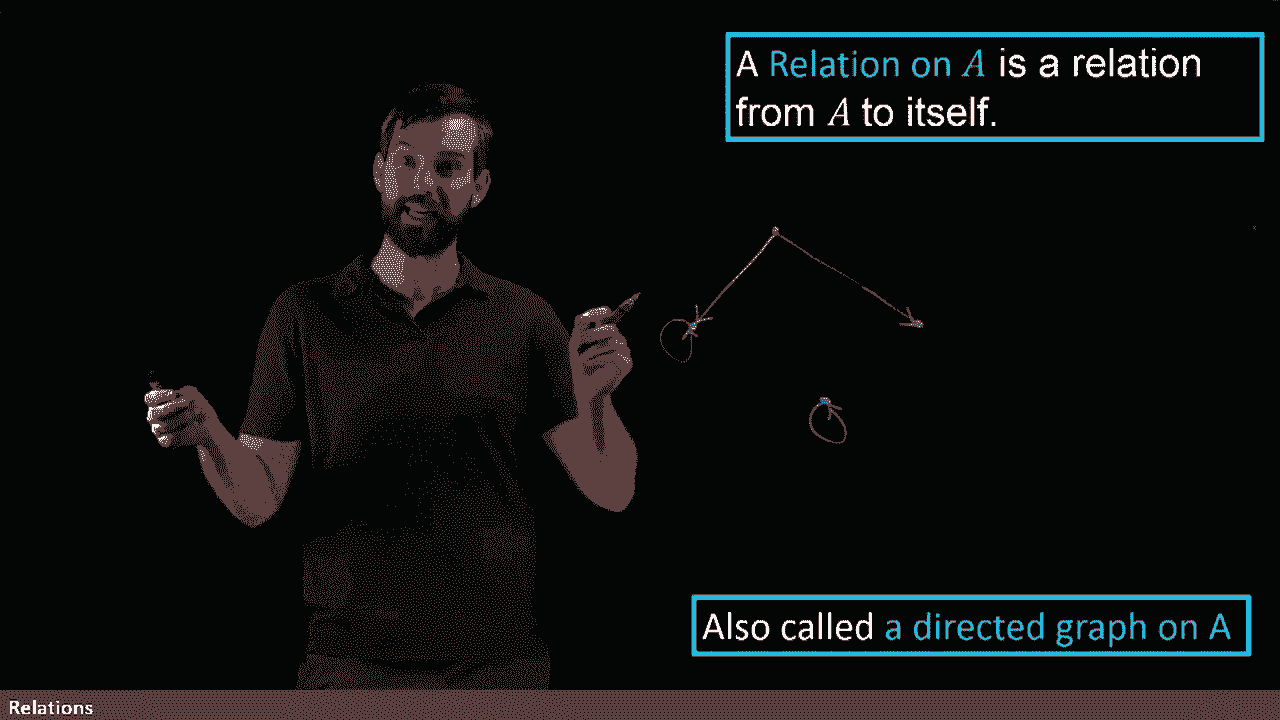 A Relation on A is a relation
from A to itself.
Also called a directed graph on A
Relations